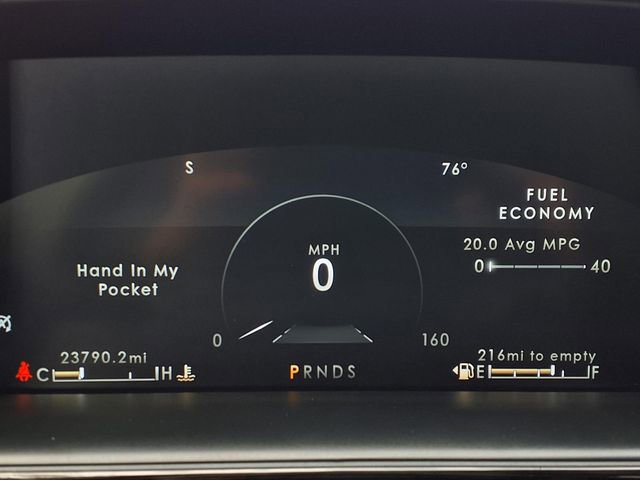 S
76°
FUEL
ECONOMY
20.0 Avg MPG
0 40
Hand In My
Pocket
MPH
0
0 160
23790.2mi
C H
PRNDS
216mi to empty
E F